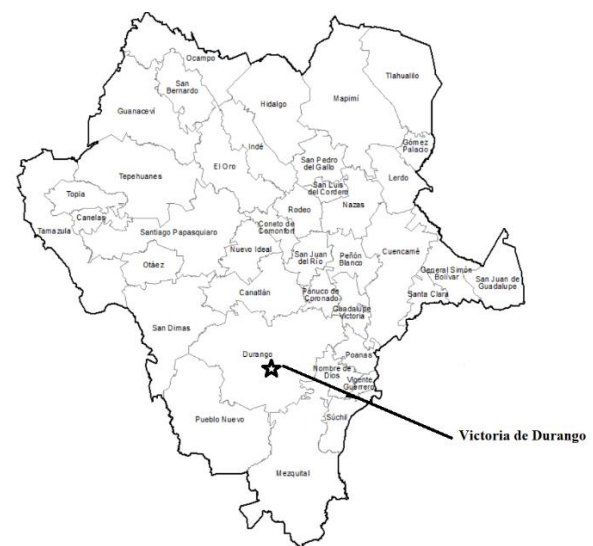 Ocampo
San
Bernardo
Guanaceví
Hidalgo
Mapimí
Tlahualilo
Gómez
Palacio
Indé
El Oro
Tepehuanes
San Pedro
del Gallo
San Luis
del Cordero
Lerdo
Topia
Canelas
Tamazula
Santiago Papasquiaro
Rodeo
Nazas
Coneto de
Comonfort
Otáez
Nuevo Ideal
San Juan
del Río
Peñón
Blanco
Cuencamé
General Simón
Bolívar
San Juan de
Guadalupe
Santa Clara
Canatlán
Pánuco de
Coronado
Guadalupe
Victoria
San Dimas
Durango
Poanas
Nombre de
Dios
Vicente
Guerrero
Pueblo Nuevo
Súchil
Victoria de Durango
Mezquital